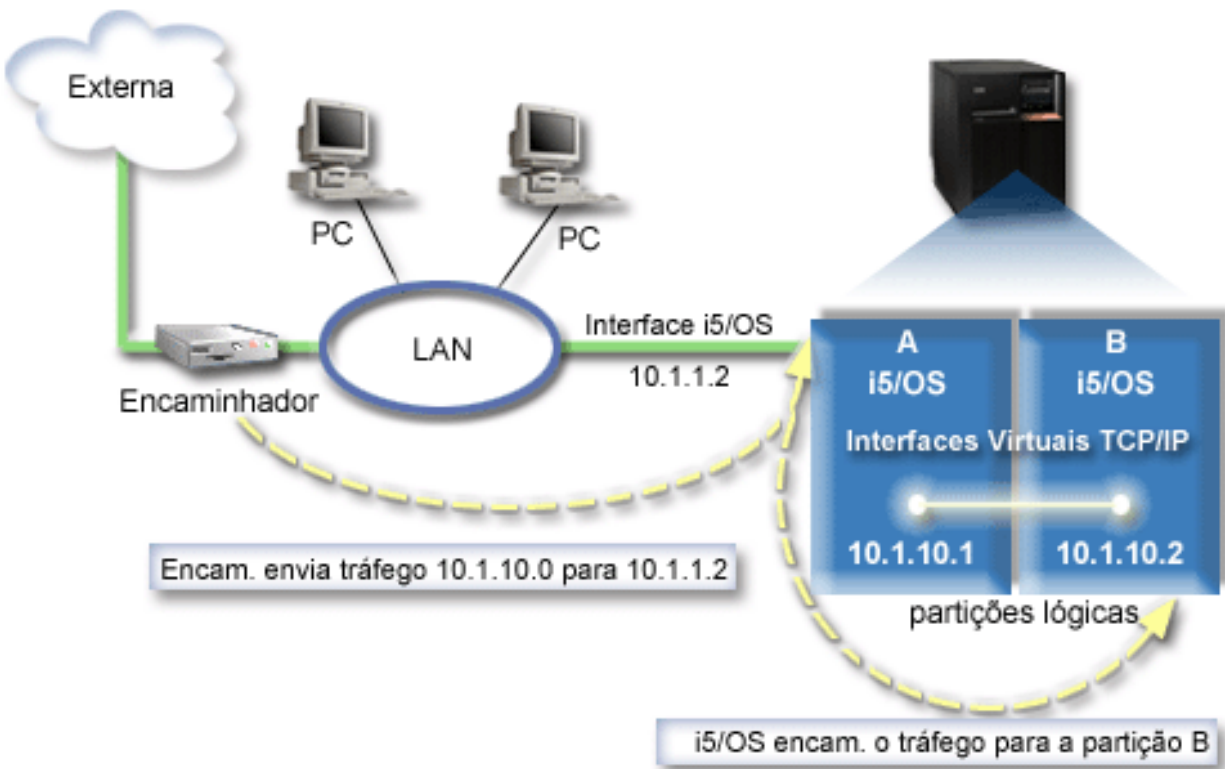 Externa
PC
PC
Interface i5/OS
LAN
10.1.1.2
Encaminhador
A
i5/OS
B
i5/OS
Interfaces Virtuais TCP/IP
10.1.10.1
10.1.10.2
Encam. envia tráfego 10.1.10.0 para 10.1.1.2
partições lógicas
i5/OS encam. o tráfego para a partição B